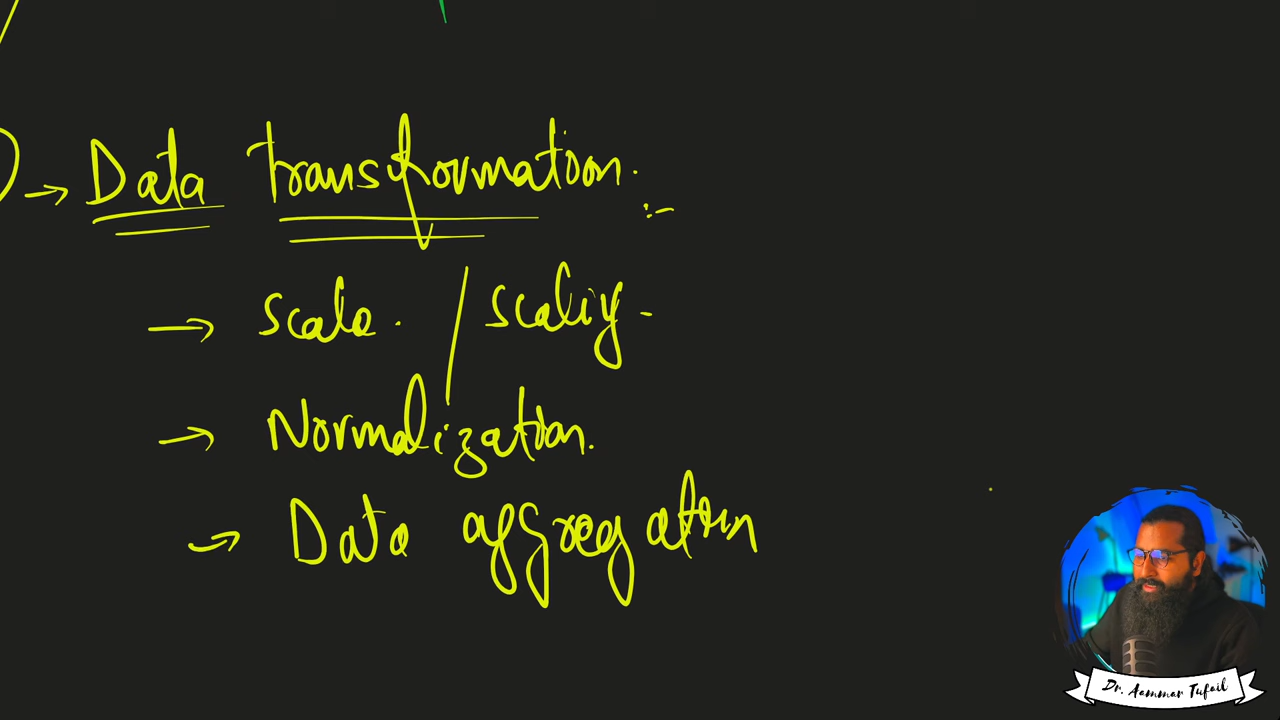 → Data transformation. :-
→ Scale. / Scaling -
→ Normalization.
→ Data aggregation
Dr. Aammar Tufail